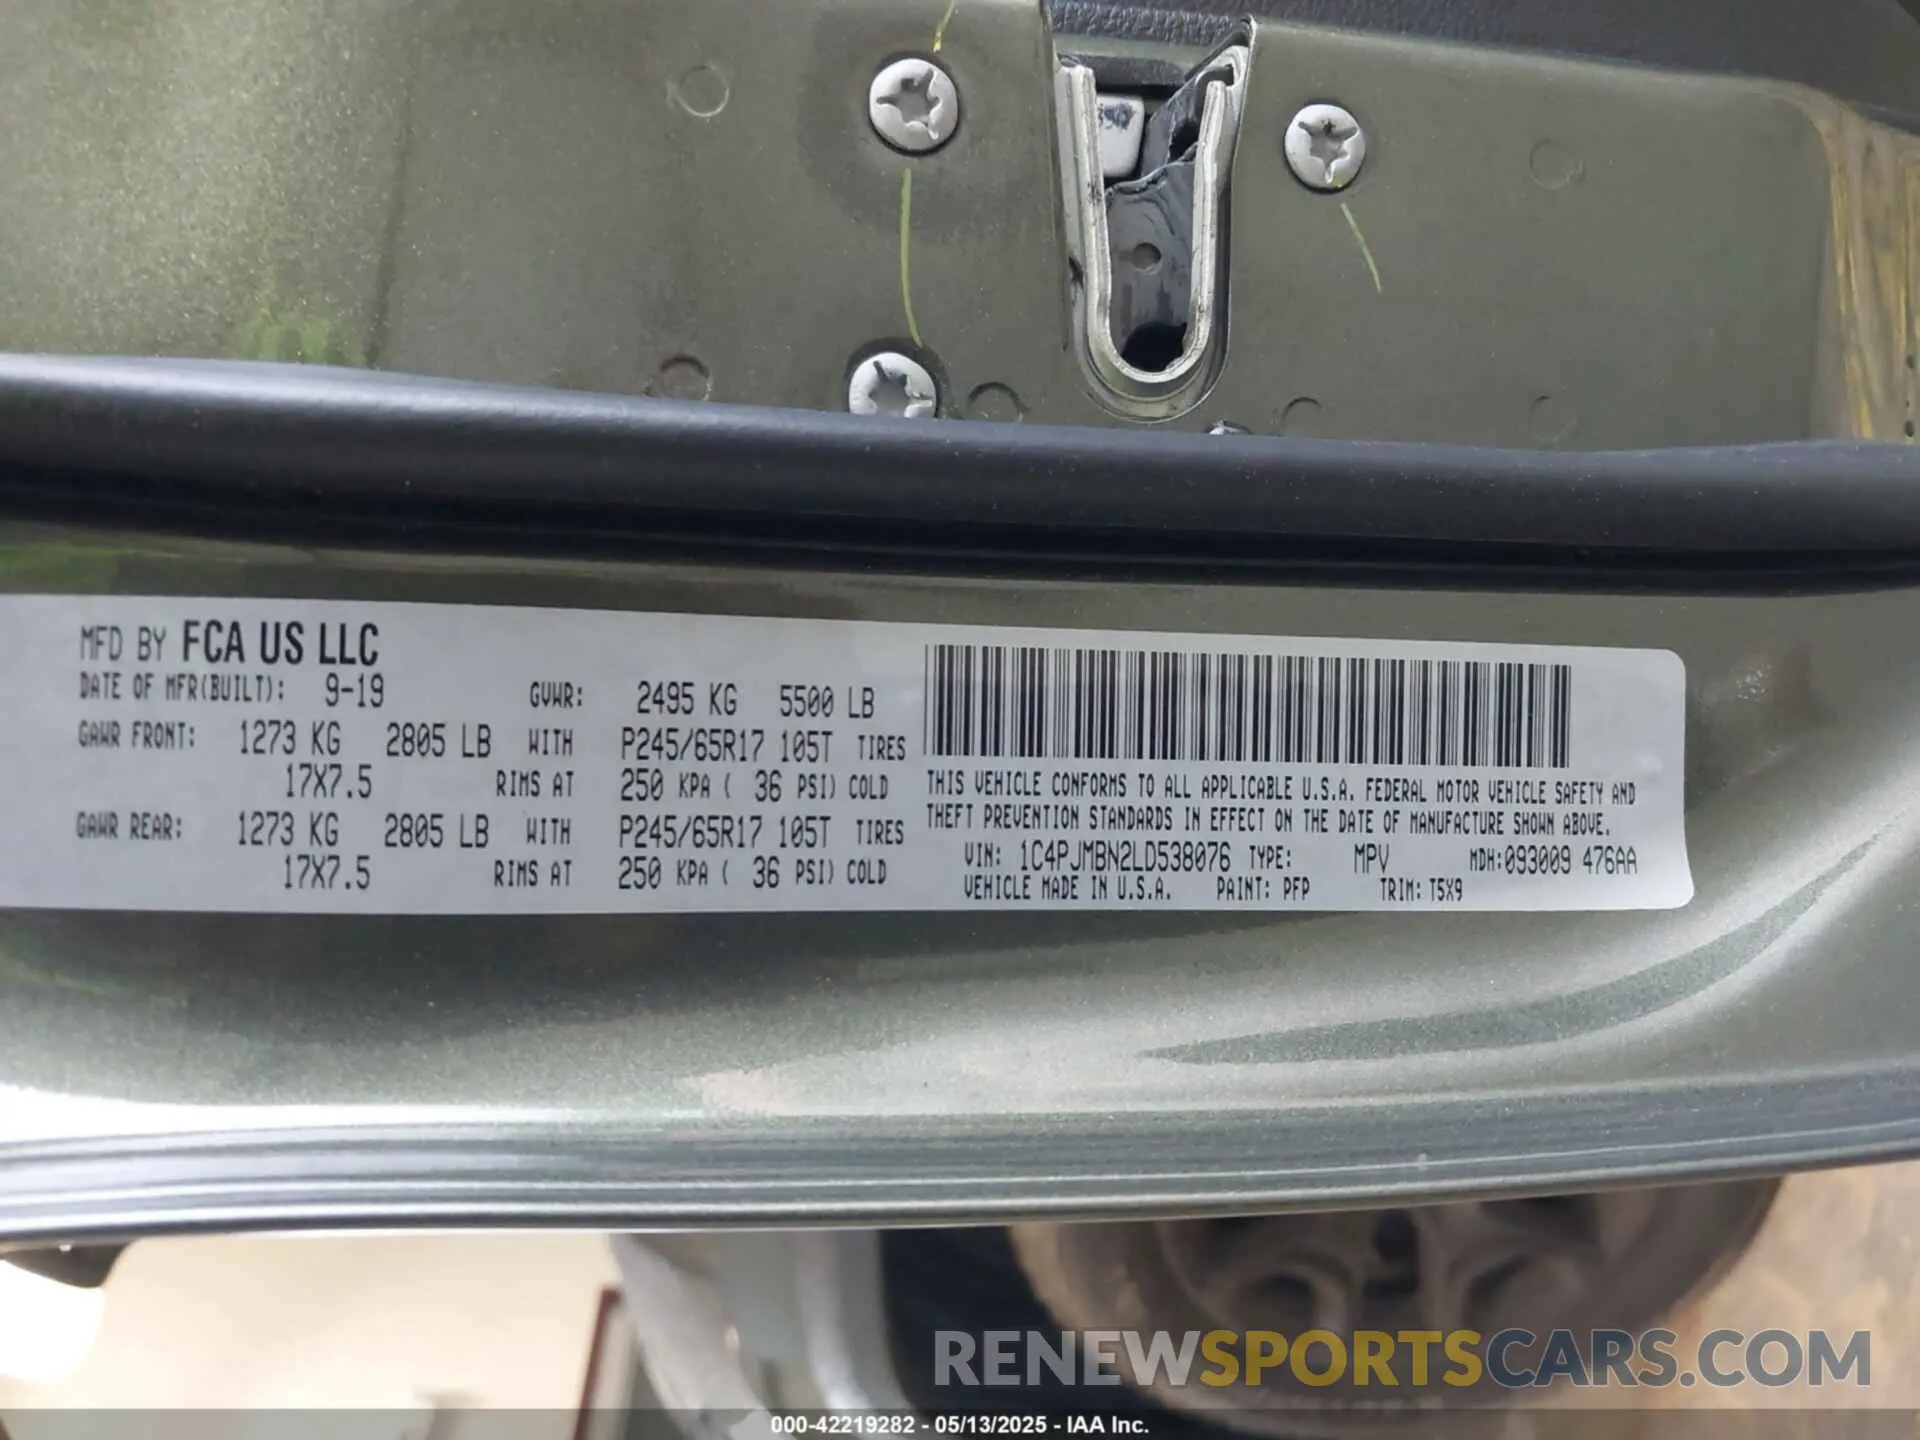 MFD BY FCA US LLC
DATE OF MFR(BUILT): 9-19 GVWR: 2495 KG 5500 LB
GAWR FRONT: 1273 KG 2805 LB WITH P245/65R17 105T TIRES
17X7.5 RIMS AT 250 KPA ( 36 PSI) COLD
GAWR REAR: 1273 KG 2805 LB WITH P245/65R17 105T TIRES
17X7.5 RIMS AT 250 KPA ( 36 PSI) COLD
THIS VEHICLE CONFORMS TO ALL APPLICABLE U.S.A. FEDERAL MOTOR VEHICLE SAFETY AND
THEFT PREVENTION STANDARDS IN EFFECT ON THE DATE OF MANUFACTURE SHOWN ABOVE.
VIN: 1C4PJMBN2LD538076 TYPE: MPV MDH:093009 476AA
VEHICLE MADE IN U.S.A. PAINT: PFP TRIM: T5X9
RENEWSPORTSCARS.COM
000-42219282 - 05/13/2025 - IAA Inc.